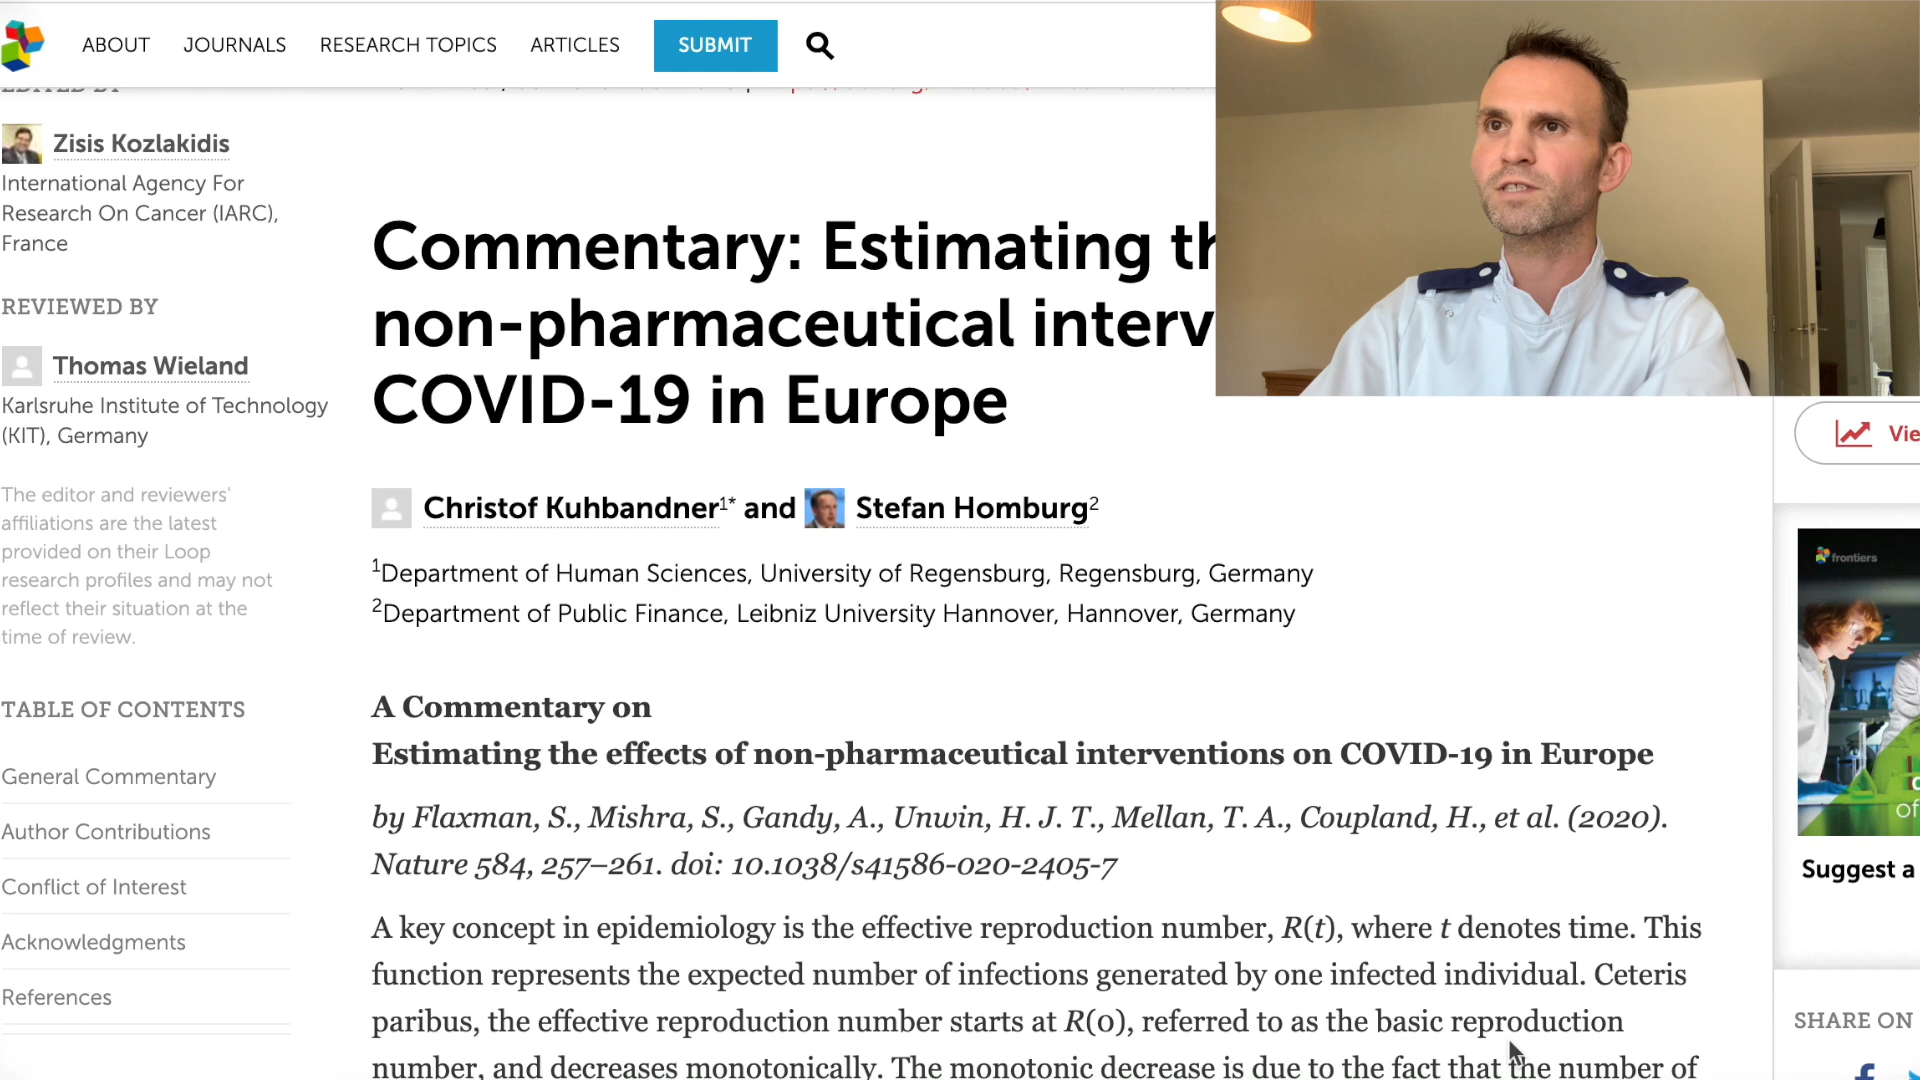 ABOUT JOURNALS RESEARCH TOPICS ARTICLES SUBMIT
EDITED BY
Zisis Kozlakidis
International Agency For
Research On Cancer (IARC),
France
REVIEWED BY
Thomas Wieland
Karlsruhe Institute of Technology
(KIT), Germany
The editor and reviewers'
affiliations are the latest
provided on their Loop
research profiles and may not
reflect their situation at the
time of review.
TABLE OF CONTENTS
General Commentary
Author Contributions
Conflict of Interest
Acknowledgments
References
Commentary: Estimating th
non-pharmaceutical interv
COVID-19 in Europe
Christof Kuhbandner1* and Stefan Homburg2
1Department of Human Sciences, University of Regensburg, Regensburg, Germany
2Department of Public Finance, Leibniz University Hannover, Hannover, Germany
A Commentary on
Estimating the effects of non-pharmaceutical interventions on COVID-19 in Europe
by Flaxman, S., Mishra, S., Gandy, A., Unwin, H. J. T., Mellan, T. A., Coupland, H., et al. (2020).
Nature 584, 257–261. doi: 10.1038/s41586-020-2405-7
A key concept in epidemiology is the effective reproduction number, R(t), where t denotes time. This
function represents the expected number of infections generated by one infected individual. Ceteris
paribus, the effective reproduction number starts at R(0), referred to as the basic reproduction
number, and decreases monotonically. The monotonic decrease is due to the fact that the number of
Vie
frontiers
of
Suggest a
SHARE ON